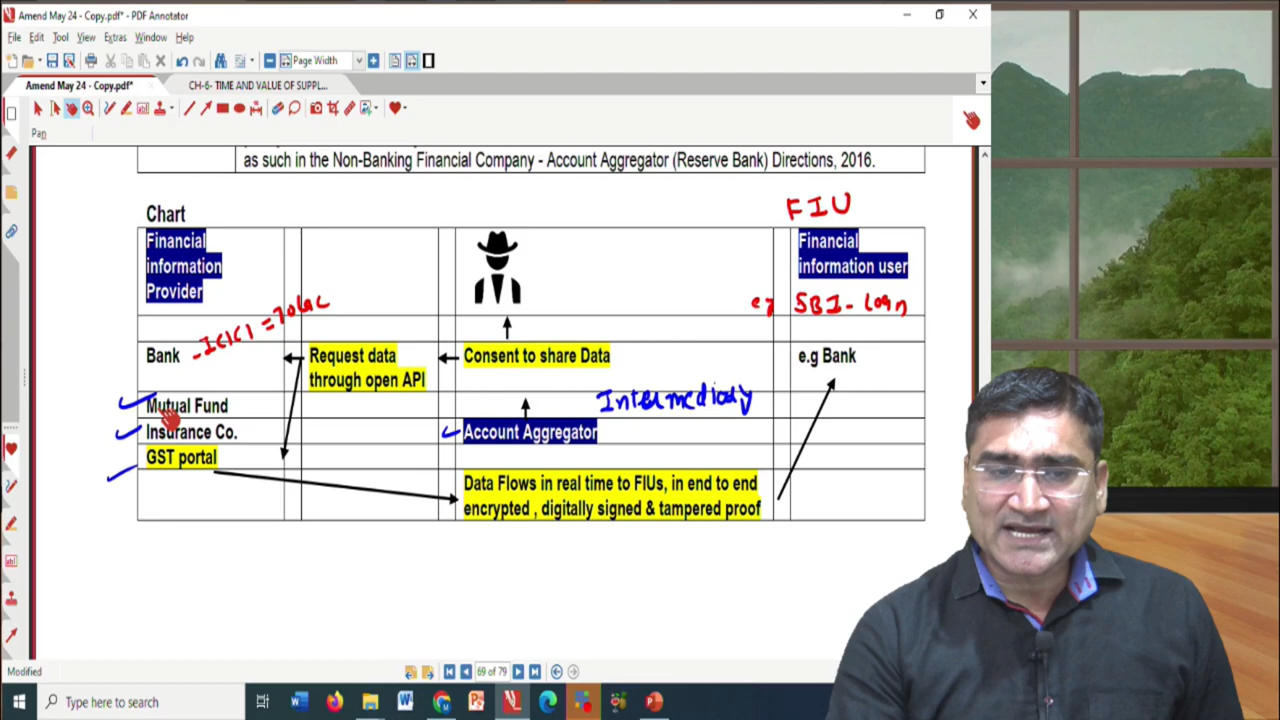 Amend May 24 - Copy.pdf* - PDF Annotator
File Edit Tool View Extras Window Help
Page Width
Amend May 24 - Copy.pdf*
CH-6- TIME AND VALUE OF SUPPL...
Pan
as such in the Non-Banking Financial Company - Account Aggregator (Reserve Bank) Directions, 2016.
FIU
Chart
Financial information Provider
Financial information user
eg SBI - Loan
Bank
- ICICI = 70 lac
Request data through open API
Consent to share Data
e.g Bank
Mutual Fund
Intermediary
Insurance Co.
Account Aggregator
GST portal
Data Flows in real time to FIUs, in end to end
encrypted , digitally signed & tampered proof
Modified
69 of 79
Type here to search